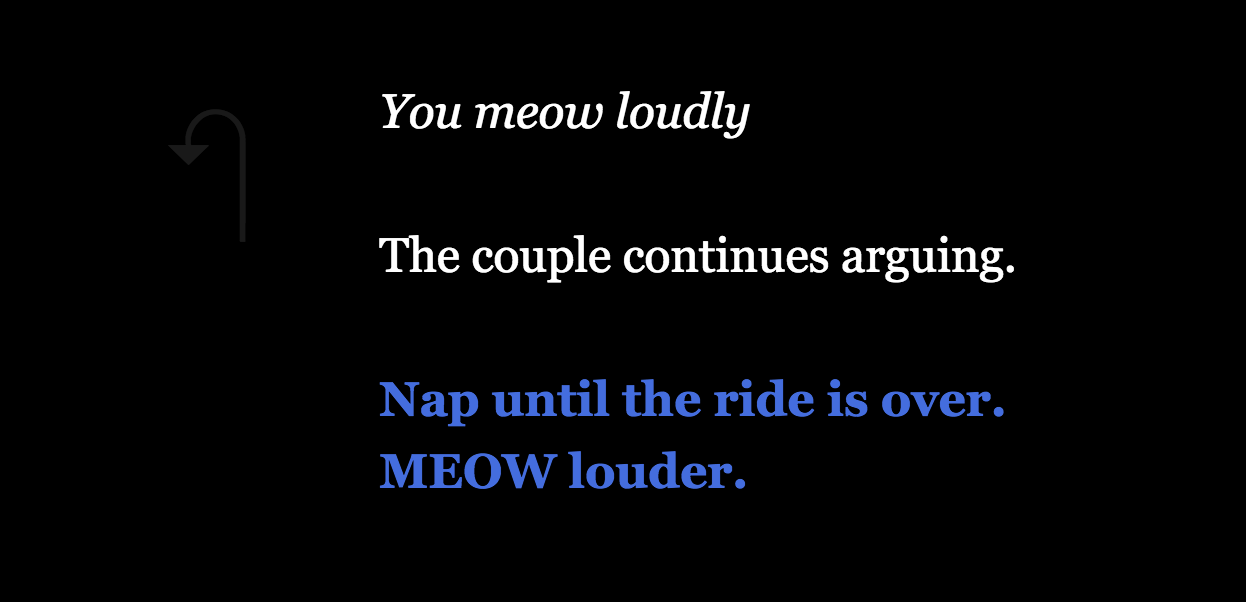 You meow loudly
The couple continues arguing.
Nap until the ride is over.
MEOW louder.